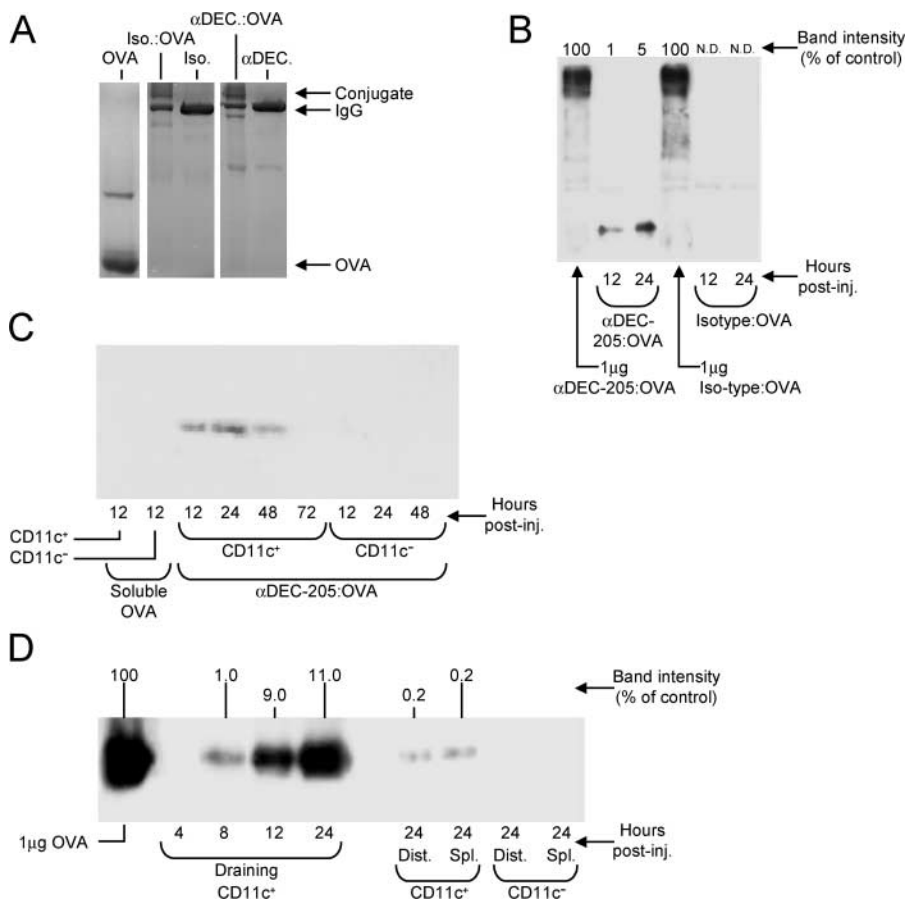 A
αDEC.:OVA
Iso.:OVA
OVA
Iso.
αDEC.
Conjugate
IgG
OVA
B
100 1 5 100 N.D. N.D.
Band intensity
(% of control)
12 24 12 24
Hours
post-inj.
αDEC-
205:OVA
Isotype:OVA
1μg
αDEC-205:OVA
1μg
Iso-type:OVA
C
12 12 12 24 48 72 12 24 48
Hours
post-inj.
CD11c+
CD11c-
CD11c+
CD11c-
Soluble
OVA
αDEC-205:OVA
D
100 1.0 9.0 11.0 0.2 0.2
Band intensity
(% of control)
1μg OVA
4 8 12 24 24 24 24 24
Dist. Spl. Dist. Spl.
Hours
post-inj.
Draining
CD11c+
CD11c+
CD11c-